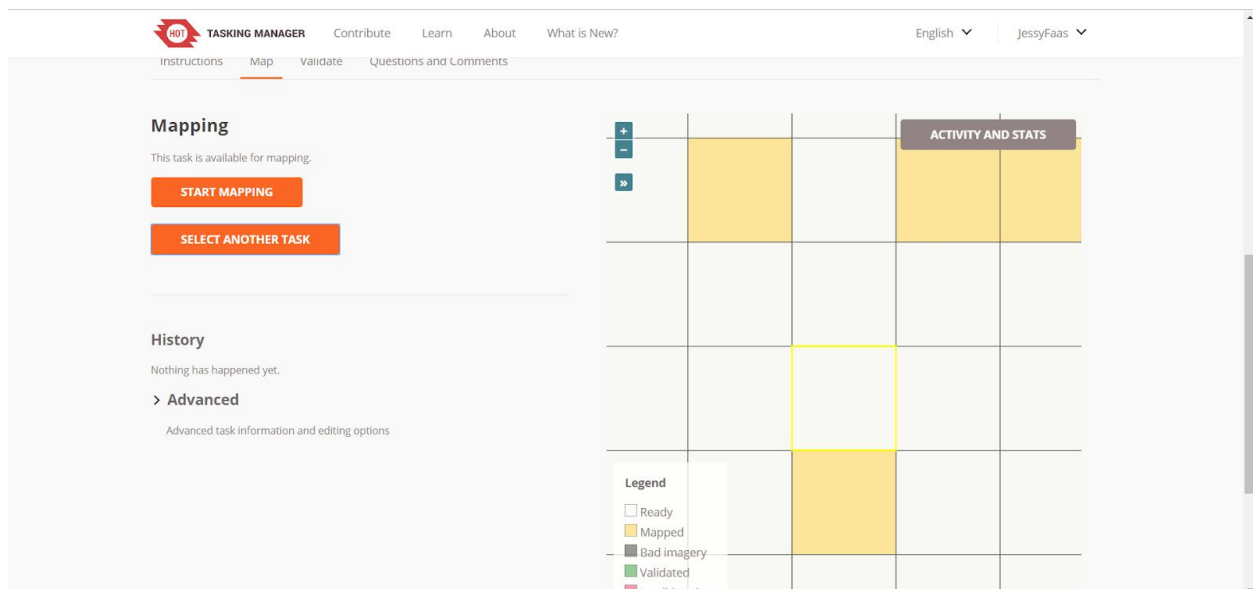 HOT TASKING MANAGER Contribute Learn About What is New? English JessyFaas
Instructions Map Validate Questions and Comments
Mapping
This task is available for mapping.
START MAPPING
SELECT ANOTHER TASK
History
Nothing has happened yet.
> Advanced
Advanced task information and editing options
+
−
»
ACTIVITY AND STATS
Legend
Ready
Mapped
Bad imagery
Validated